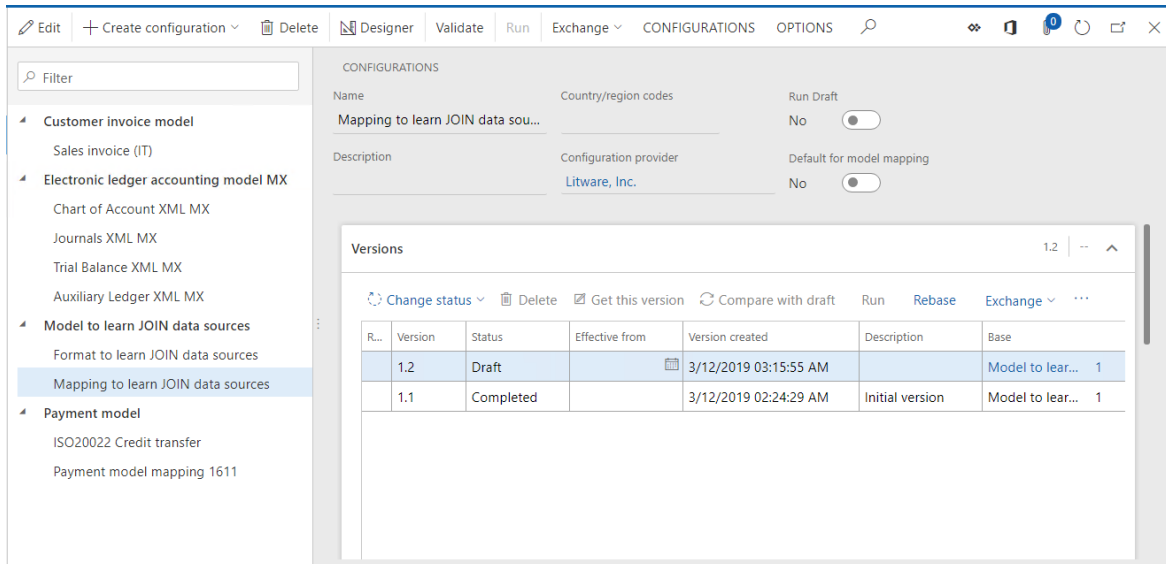 Edit Create configuration Delete Designer Validate Run Exchange CONFIGURATIONS OPTIONS 0
Filter
Customer invoice model
Sales invoice (IT)
Electronic ledger accounting model MX
Chart of Account XML MX
Journals XML MX
Trial Balance XML MX
Auxiliary Ledger XML MX
Model to learn JOIN data sources
Format to learn JOIN data sources
Mapping to learn JOIN data sources
Payment model
ISO20022 Credit transfer
Payment model mapping 1611
CONFIGURATIONS
Name Country/region codes Run Draft
Mapping to learn JOIN data sou... No
Description Configuration provider Default for model mapping
Litware, Inc. No
Versions 1.2 --
Change status Delete Get this version Compare with draft Run Rebase Exchange ...
R... Version Status Effective from Version created Description Base
1.2 Draft 3/12/2019 03:15:55 AM Model to lear... 1
1.1 Completed 3/12/2019 02:24:29 AM Initial version Model to lear... 1